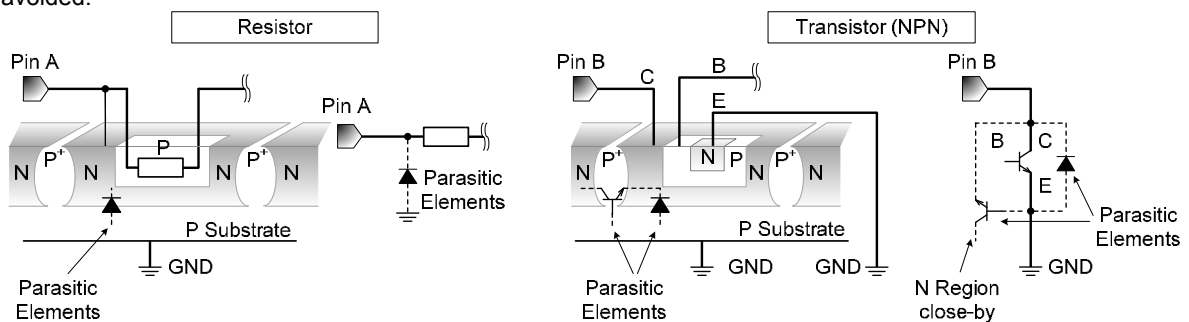 avoided.
Resistor
Transistor (NPN)
Pin A
Pin A
N
P+
N
P
N
P+
N
Parasitic
Elements
P Substrate
GND
Parasitic
Elements
Pin B
C
B
E
N
P+
N
P
N
P+
N
P Substrate
GND
GND
Parasitic
Elements
Pin B
B
C
E
Parasitic
Elements
GND
N Region
close-by